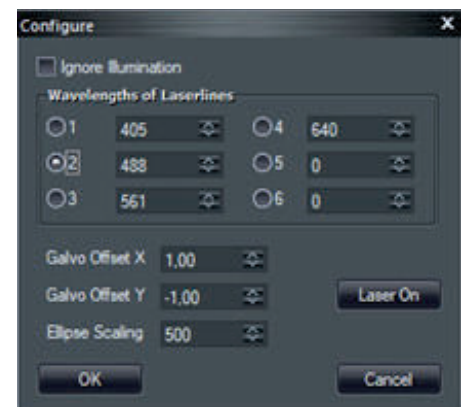 Configure x
Ignore Illumination
Wavelengths of Laserlines
1 405 4 640
2 488 5 0
3 561 6 0
Galvo Offset X 1,00
Galvo Offset Y -1,00 Laser On
Ellipse Scaling 500
OK Cancel